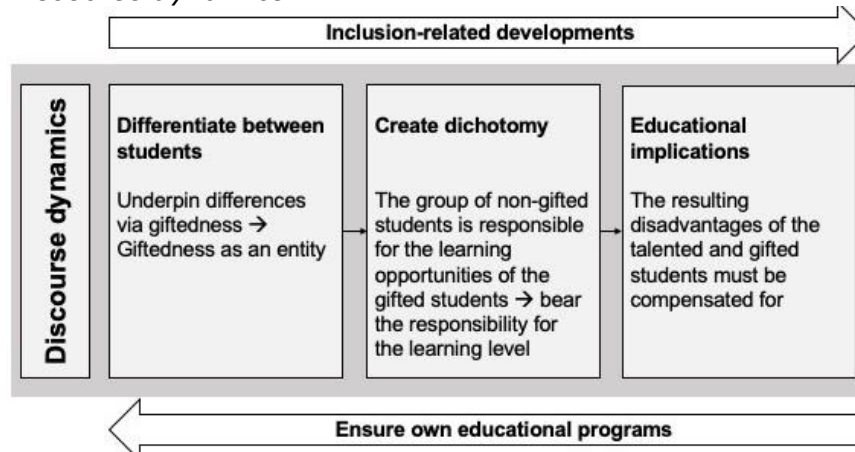 Inclusion-related developments
Discourse dynamics
Differentiate between
students
Underpin differences
via giftedness →
Giftedness as an entity
Create dichotomy
The group of non-gifted
students is responsible
for the learning
opportunities of the
gifted students → bear
the responsibility for
the learning level
Educational
implications
The resulting
disadvantages of the
talented and gifted
students must be
compensated for
Ensure own educational programs